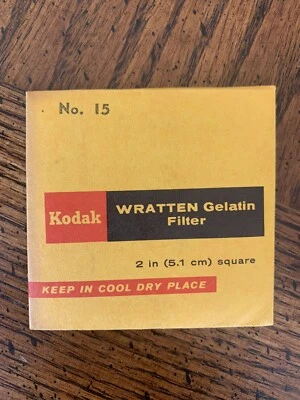 No. 15
Kodak
WRATTEN Gelatin
Filter
2 in (5.1 cm) square
KEEP IN COOL DRY PLACE